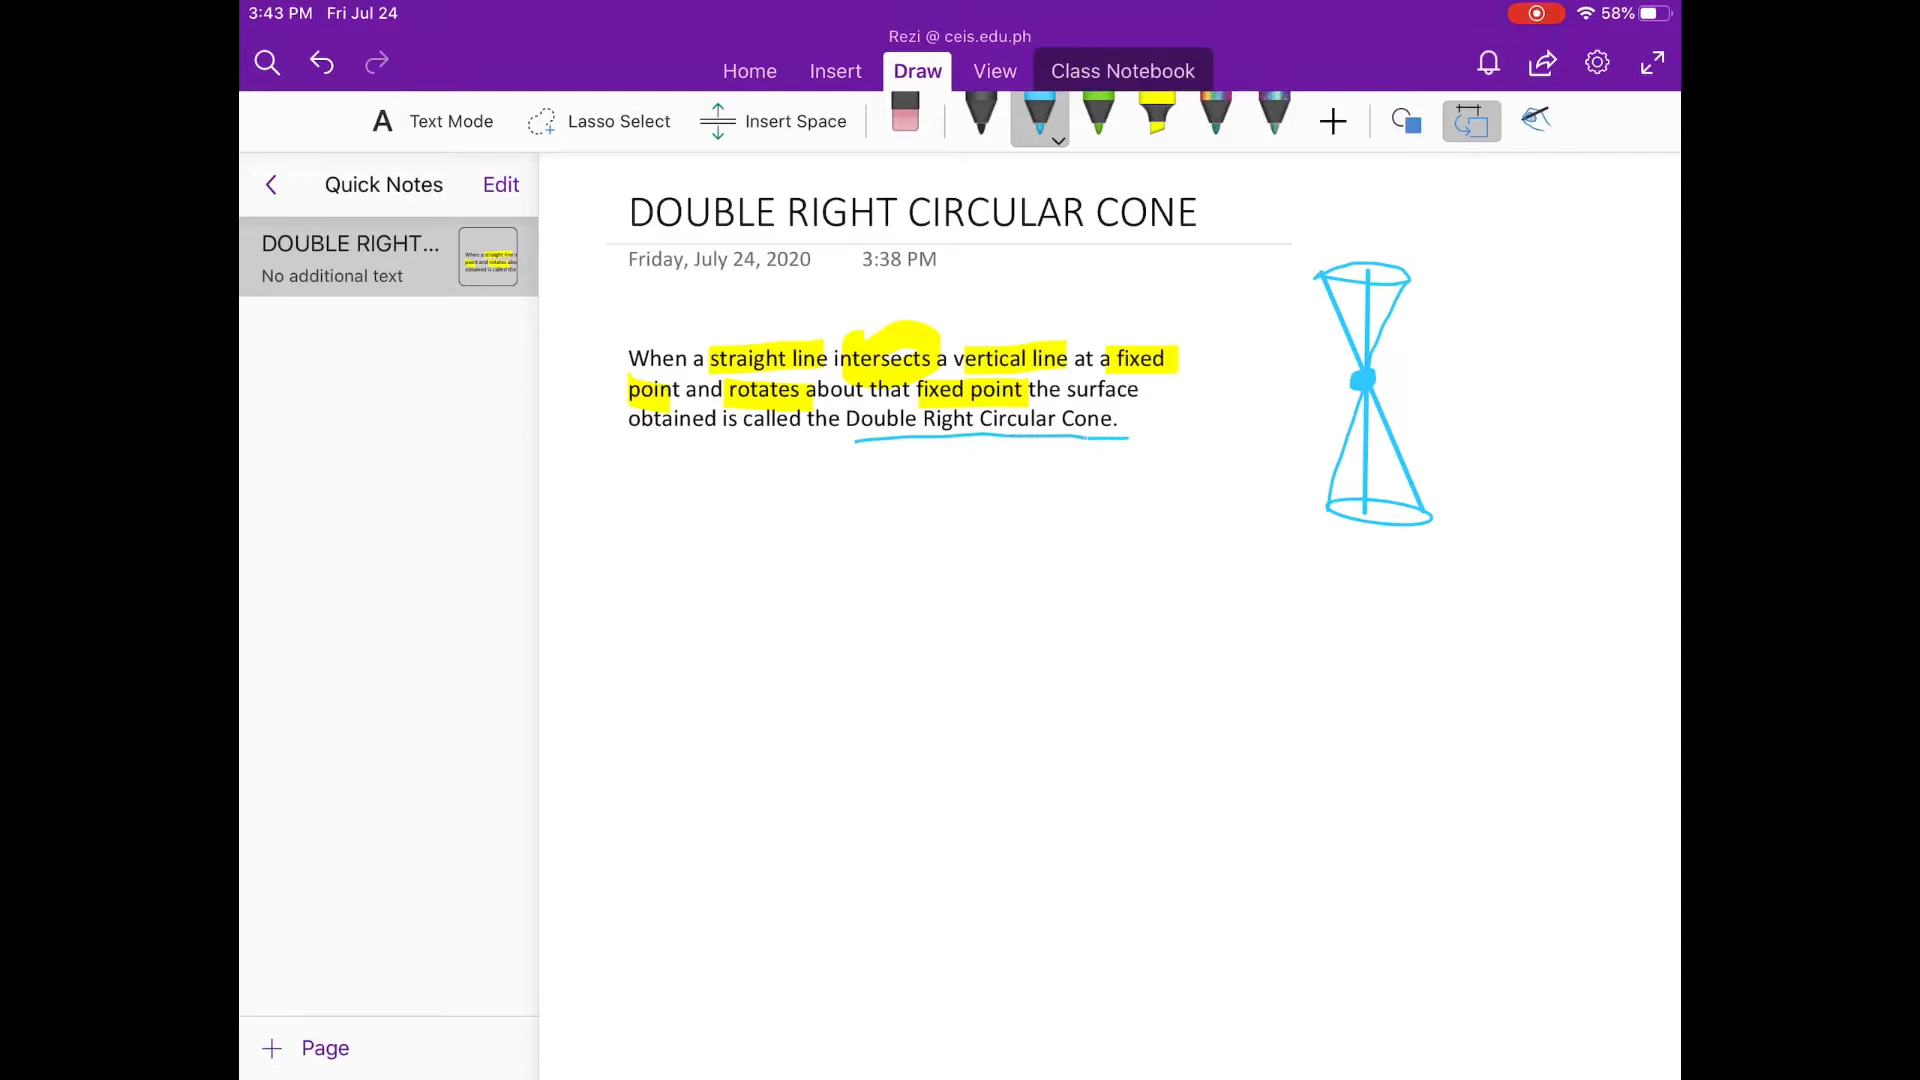 3:43 PM Fri Jul 24
58%
Rezi @ ceis.edu.ph
Home Insert Draw View Class Notebook
A Text Mode Lasso Select Insert Space
Quick Notes Edit
DOUBLE RIGHT...
No additional text
DOUBLE RIGHT CIRCULAR CONE
Friday, July 24, 2020 3:38 PM
When a straight line intersects a vertical line at a fixed
point and rotates about that fixed point the surface
obtained is called the Double Right Circular Cone.
Page